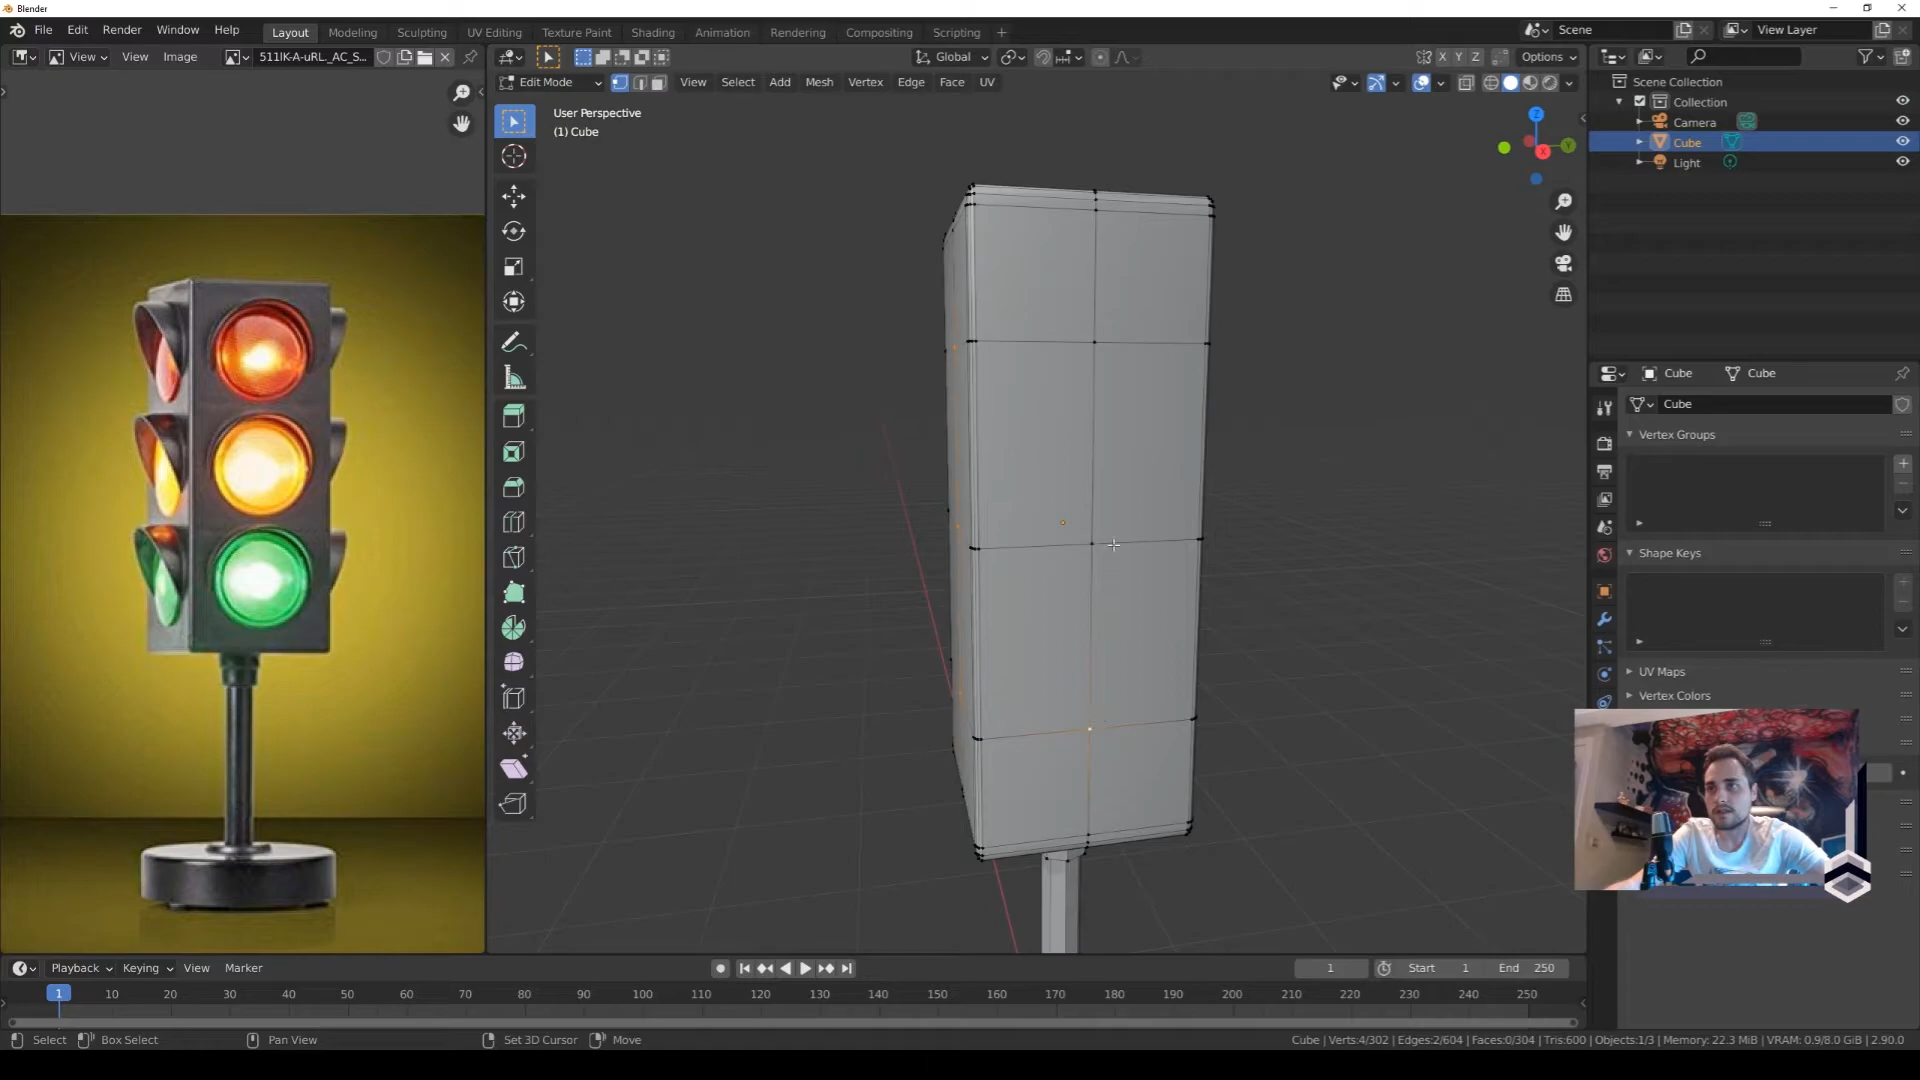 Blender
File Edit Render Window Help
Layout Modeling Sculpting UV Editing Texture Paint Shading Animation Rendering Compositing Scripting +
Scene
View Layer
View View Image 511IK-A-uRL._AC_S...
Global
X Y Z Options
Edit Mode View Select Add Mesh Vertex Edge Face UV
User Perspective
(1) Cube
Z
X
Y
Scene Collection
Collection
Camera
Cube
Light
Cube Cube
Cube
Vertex Groups
Shape Keys
UV Maps
Vertex Colors
Playback Keying View Marker
1
Start 1
End 250
1 10 20 30 40 50 60 70 80 90 100 110 120 130 140 150 160 170 180 190 200 210 220 230 240 250
Select Box Select Pan View Set 3D Cursor Move
Cube | Verts:4/302 | Edges:2/604 | Faces:0/304 | Tris:600 | Objects:1/3 | Memory: 22.3 MiB | VRAM: 0.9/8.0 GiB | 2.90.0